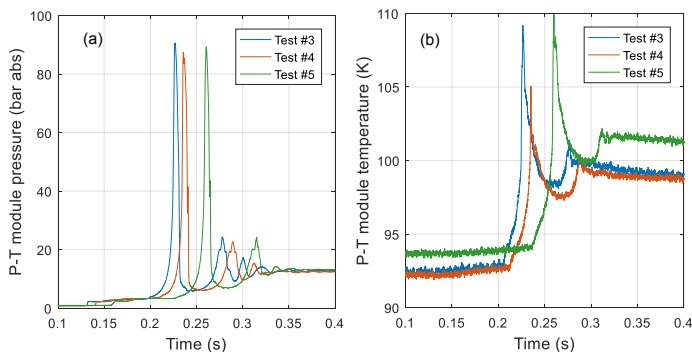 (a)
Test #3
Test #4
Test #5
P-T module pressure (bar abs)
100
80
60
40
20
0
0.1 0.15 0.2 0.25 0.3 0.35 0.4
Time (s)
(b)
Test #3
Test #4
Test #5
P-T module temperature (K)
110
105
100
95
90
0.1 0.15 0.2 0.25 0.3 0.35 0.4
Time (s)